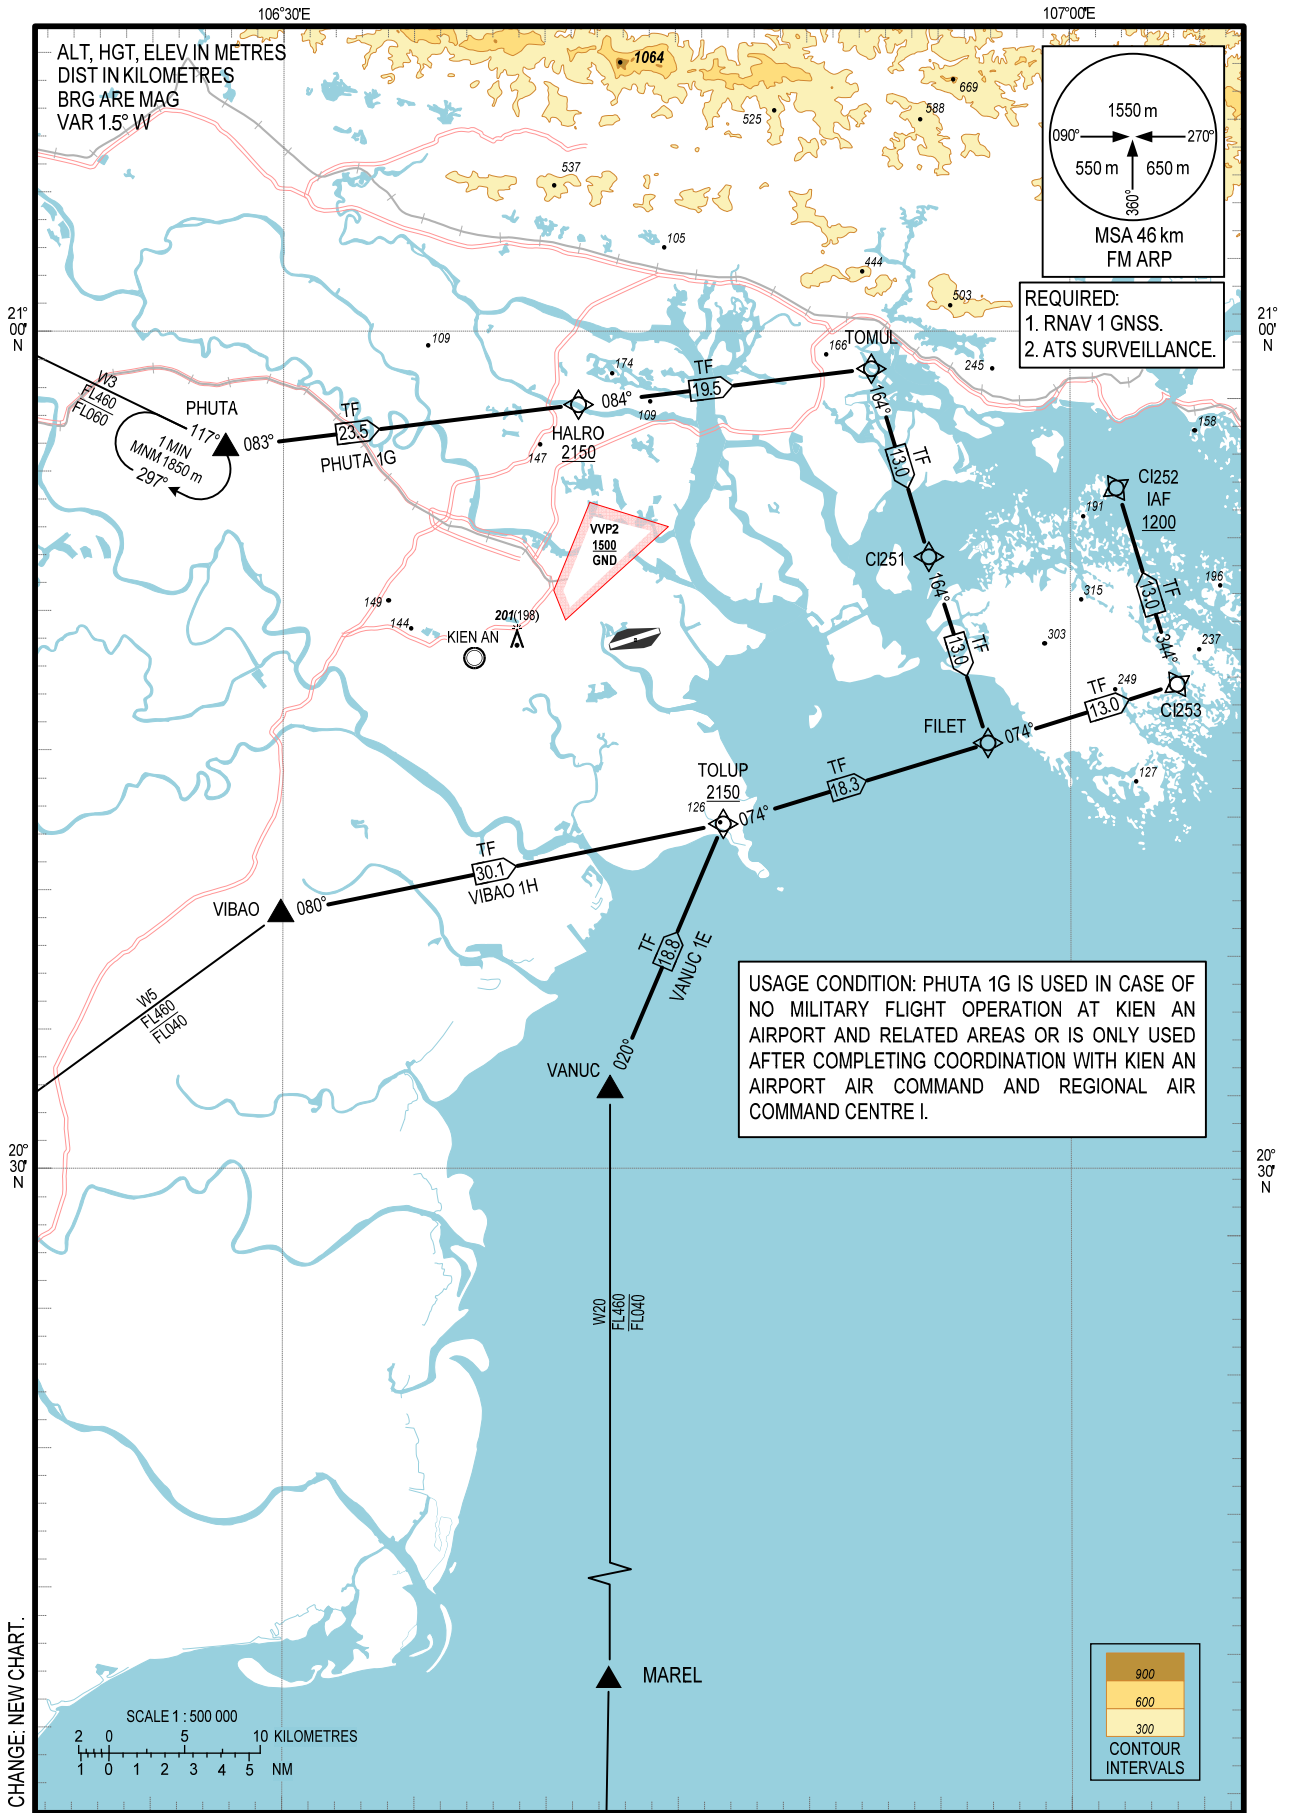 106°30'E
107°00'E
ALT, HGT, ELEV IN METRES
DIST IN KILOMETRES
BRG ARE MAG
VAR 1.5° W
1064
669
588
525
537
105
444
503
1550 m
090°
270°
550 m
650 m
360°
MSA 46 km
FM ARP
REQUIRED:
1. RNAV 1 GNSS.
2. ATS SURVEILLANCE.
21°
00'
N
21°
00'
N
109
174
166
TOMUL
245
W3
FL460
FL060
PHUTA
117°
083°
1 MIN
MNM 1850 m
297°
TF
23.5
PHUTA 1G
HALRO
2150
147
084°
109
TF
19.5
164°
TF
13.0
158
CI252
IAF
1200
191
VVP2
1500
GND
CI251
164°
TF
13.0
TF
13.0
344°
196
315
303
237
149
144
201(198)
KIEN AN
249
TF
13.0
CI253
FILET
074°
127
TOLUP
2150
126
074°
TF
18.3
TF
30.1
VIBAO 1H
VIBAO
080°
TF
18.8
VANUC 1E
W5
FL460
FL040
020°
VANUC
USAGE CONDITION: PHUTA 1G IS USED IN CASE OF
NO MILITARY FLIGHT OPERATION AT KIEN AN
AIRPORT AND RELATED AREAS OR IS ONLY USED
AFTER COMPLETING COORDINATION WITH KIEN AN
AIRPORT AIR COMMAND AND REGIONAL AIR
COMMAND CENTRE I.
20°
30'
N
20°
30'
N
W20
FL460
FL040
MAREL
900
600
300
CONTOUR
INTERVALS
SCALE 1 : 500 000
2 0 5 10 KILOMETRES
1 0 1 2 3 4 5 NM
CHANGE: NEW CHART.